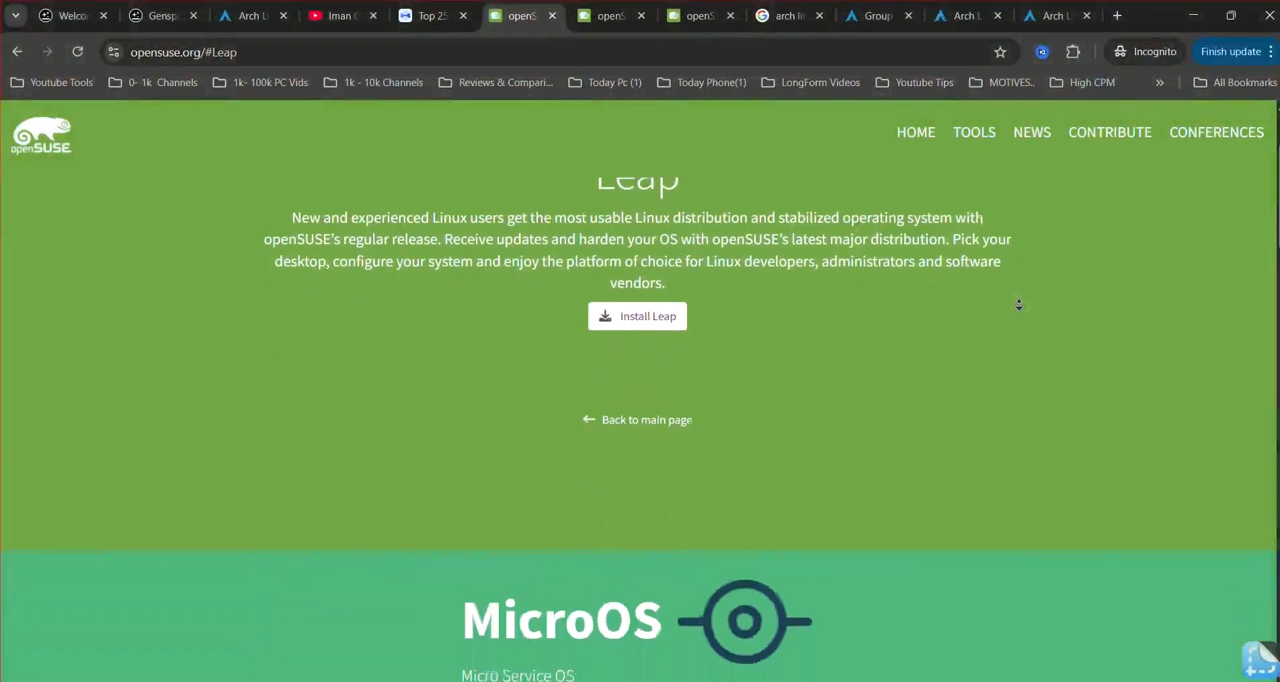 Welco
Gensp
Arch L
Iman G
Top 25
openS
openS
openS
arch li
Group
Arch L
Arch L
opensuse.org/#Leap
Incognito
Finish update
Youtube Tools
0- 1k Channels
1k- 100k PC Vids
1k - 10k Channels
Reviews & Compari...
Today Pc (1)
Today Phone(1)
LongForm Videos
Youtube Tips
MOTIVES..
High CPM
»
All Bookmarks
openSUSE
HOME
TOOLS
NEWS
CONTRIBUTE
CONFERENCES
Leap
New and experienced Linux users get the most usable Linux distribution and stabilized operating system with
openSUSE's regular release. Receive updates and harden your OS with openSUSE's latest major distribution. Pick your
desktop, configure your system and enjoy the platform of choice for Linux developers, administrators and software
vendors.
Install Leap
Back to main page
MicroOS
Micro Service OS